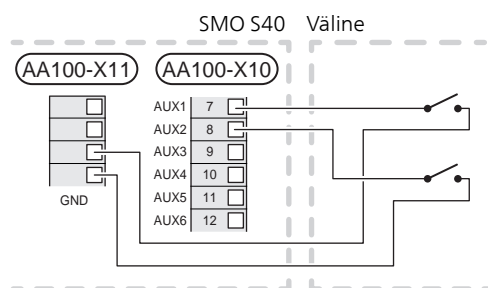 SMO S40 Väline
AA100-X11 AA100-X10
AUX1 7
AUX2 8
AUX3 9
AUX4 10
AUX5 11
AUX6 12
GND